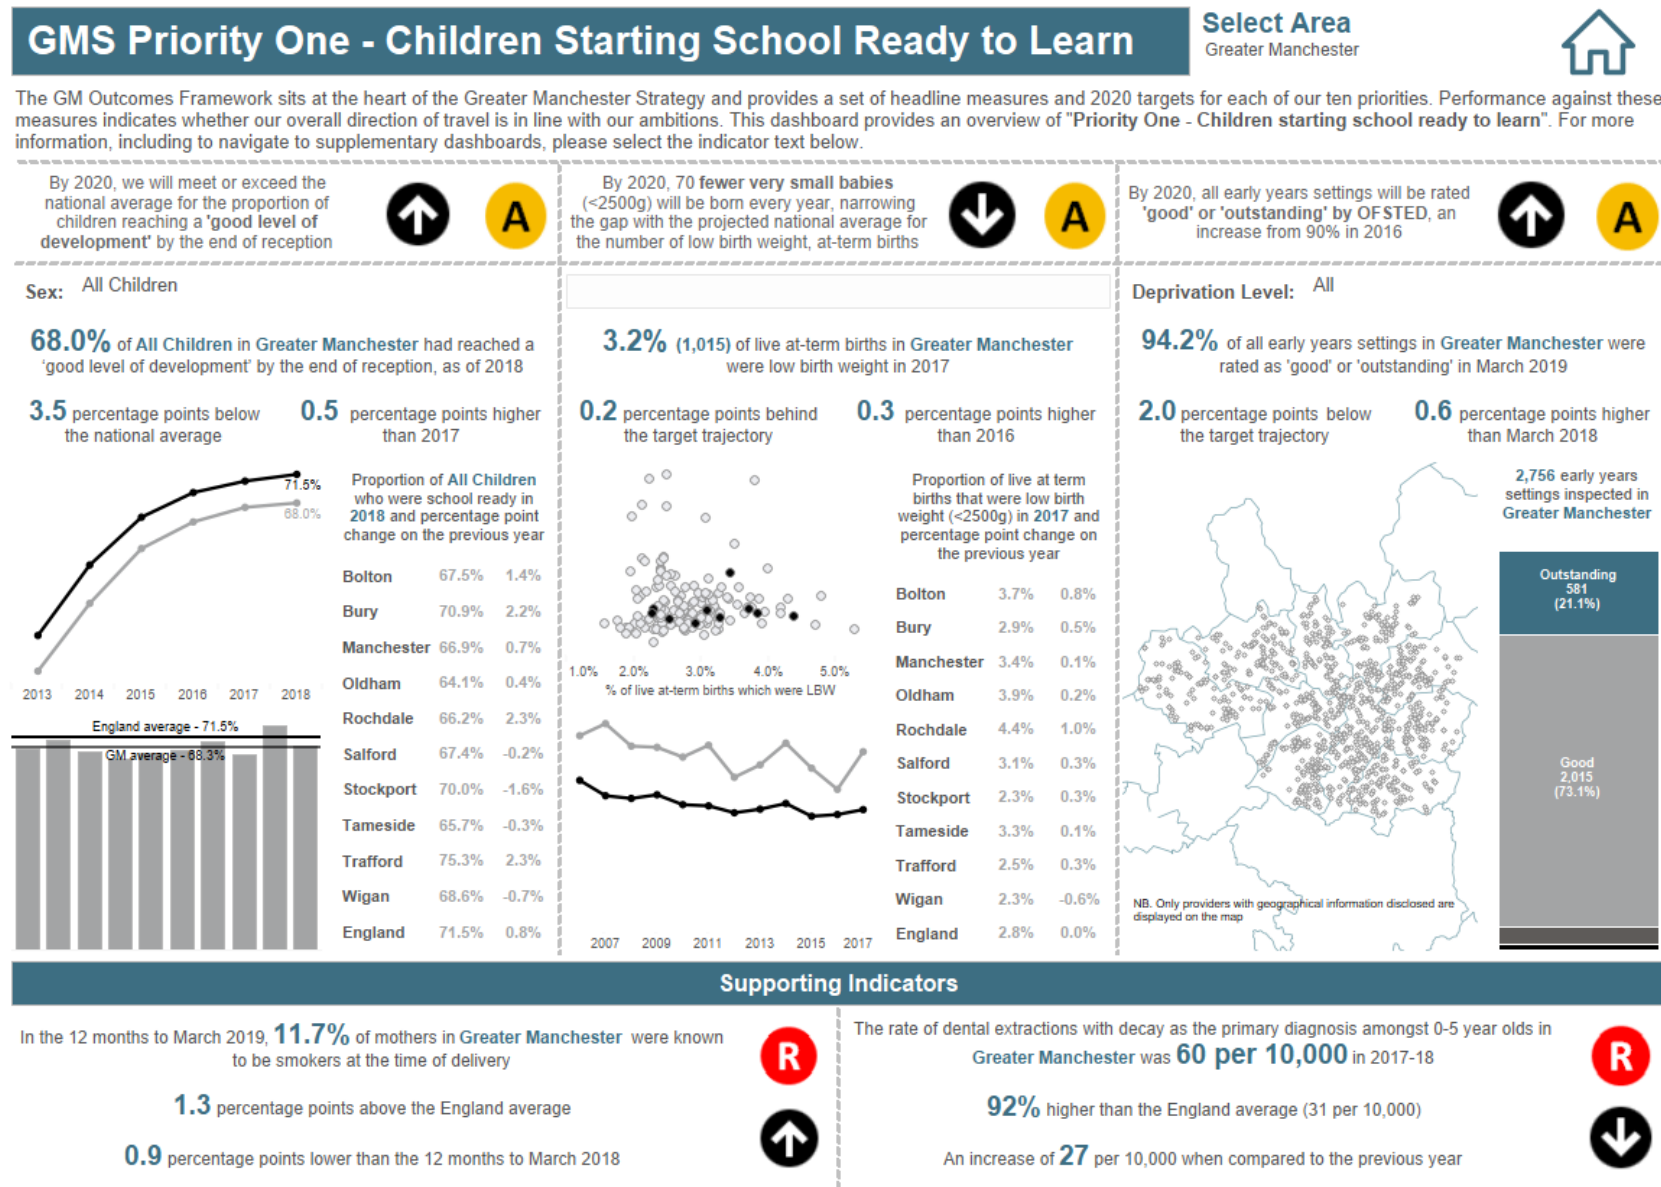 GMS Priority One - Children Starting School Ready to Learn
Select Area
Greater Manchester
The GM Outcomes Framework sits at the heart of the Greater Manchester Strategy and provides a set of headline measures and 2020 targets for each of our ten priorities. Performance against these
measures indicates whether our overall direction of travel is in line with our ambitions. This dashboard provides an overview of "Priority One - Children starting school ready to learn". For more
information, including to navigate to supplementary dashboards, please select the indicator text below.
By 2020, we will meet or exceed the
national average for the proportion of
children reaching a 'good level of
development' by the end of reception
A
By 2020, 70 fewer very small babies
(<2500g) will be born every year, narrowing
the gap with the projected national average for
the number of low birth weight, at-term births
A
By 2020, all early years settings will be rated
'good' or 'outstanding' by OFSTED, an
increase from 90% in 2016
A
Sex: All Children
68.0% of All Children in Greater Manchester had reached a
'good level of development' by the end of reception, as of 2018
3.5 percentage points below
the national average
0.5 percentage points higher
than 2017
71.5%
68.0%
2013 2014 2015 2016 2017 2018
England average - 71.5%
GM average - 68.3%
Proportion of All Children
who were school ready in
2018 and percentage point
change on the previous year
Bolton 67.5% 1.4%
Bury 70.9% 2.2%
Manchester 66.9% 0.7%
Oldham 64.1% 0.4%
Rochdale 66.2% 2.3%
Salford 67.4% -0.2%
Stockport 70.0% -1.6%
Tameside 65.7% -0.3%
Trafford 75.3% 2.3%
Wigan 68.6% -0.7%
England 71.5% 0.8%
3.2% (1,015) of live at-term births in Greater Manchester
were low birth weight in 2017
0.2 percentage points behind
the target trajectory
0.3 percentage points higher
than 2016
1.0% 2.0% 3.0% 4.0% 5.0%
% of live at-term births which were LBW
2007 2009 2011 2013 2015 2017
Proportion of live at term
births that were low birth
weight (<2500g) in 2017 and
percentage point change on
the previous year
Bolton 3.7% 0.8%
Bury 2.9% 0.5%
Manchester 3.4% 0.1%
Oldham 3.9% 0.2%
Rochdale 4.4% 1.0%
Salford 3.1% 0.3%
Stockport 2.3% 0.3%
Tameside 3.3% 0.1%
Trafford 2.5% 0.3%
Wigan 2.3% -0.6%
England 2.8% 0.0%
Deprivation Level: All
94.2% of all early years settings in Greater Manchester were
rated as 'good' or 'outstanding' in March 2019
2.0 percentage points below
the target trajectory
0.6 percentage points higher
than March 2018
2,756 early years
settings inspected in
Greater Manchester
Outstanding
581
(21.1%)
Good
2,015
(73.1%)
NB. Only providers with geographical information disclosed are
displayed on the map
Supporting Indicators
In the 12 months to March 2019, 11.7% of mothers in Greater Manchester were known
to be smokers at the time of delivery
R
1.3 percentage points above the England average
0.9 percentage points lower than the 12 months to March 2018
The rate of dental extractions with decay as the primary diagnosis amongst 0-5 year olds in
Greater Manchester was 60 per 10,000 in 2017-18
R
92% higher than the England average (31 per 10,000)
An increase of 27 per 10,000 when compared to the previous year